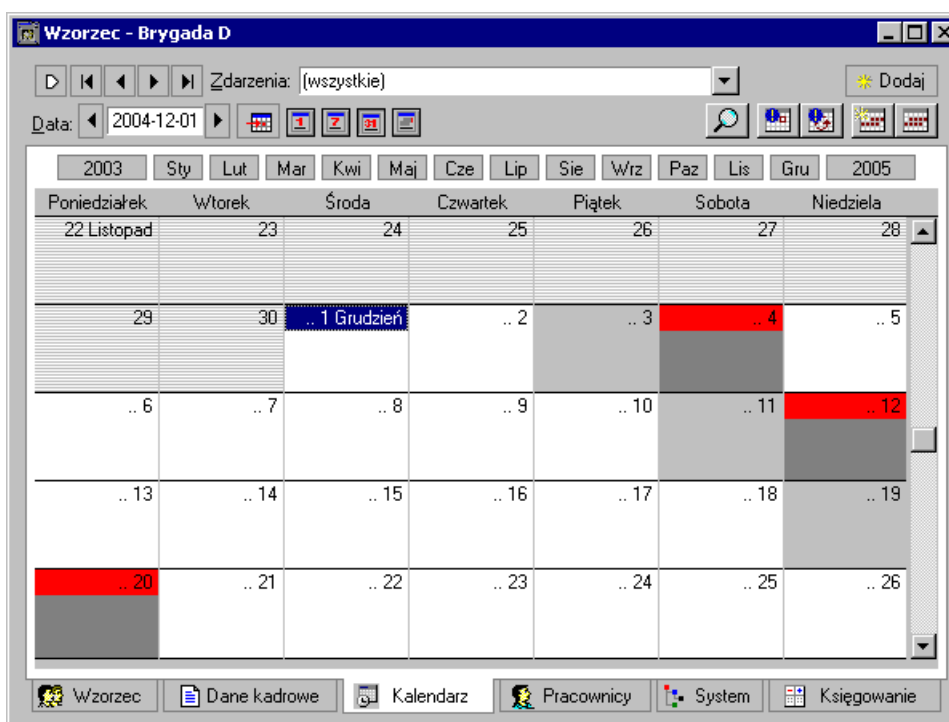 Wzorzec - Brygada D
Zdarzenia: (wszystkie) Dodaj
Data: 2004-12-01 1 7 31
2003 Sty Lut Mar Kwi Maj Cze Lip Sie Wrz Paz Lis Gru 2005
Poniedziałek Wtorek Środa Czwartek Piątek Sobota Niedziela
22 Listopad 23 24 25 26 27 28
29 30 .. 1 Grudzień .. 2 .. 3 .. 4 .. 5
.. 6 .. 7 .. 8 .. 9 .. 10 .. 11 .. 12
.. 13 .. 14 .. 15 .. 16 .. 17 .. 18 .. 19
.. 20 .. 21 .. 22 .. 23 .. 24 .. 25 .. 26
Wzorzec Dane kadrowe Kalendarz Pracownicy System Księgowanie